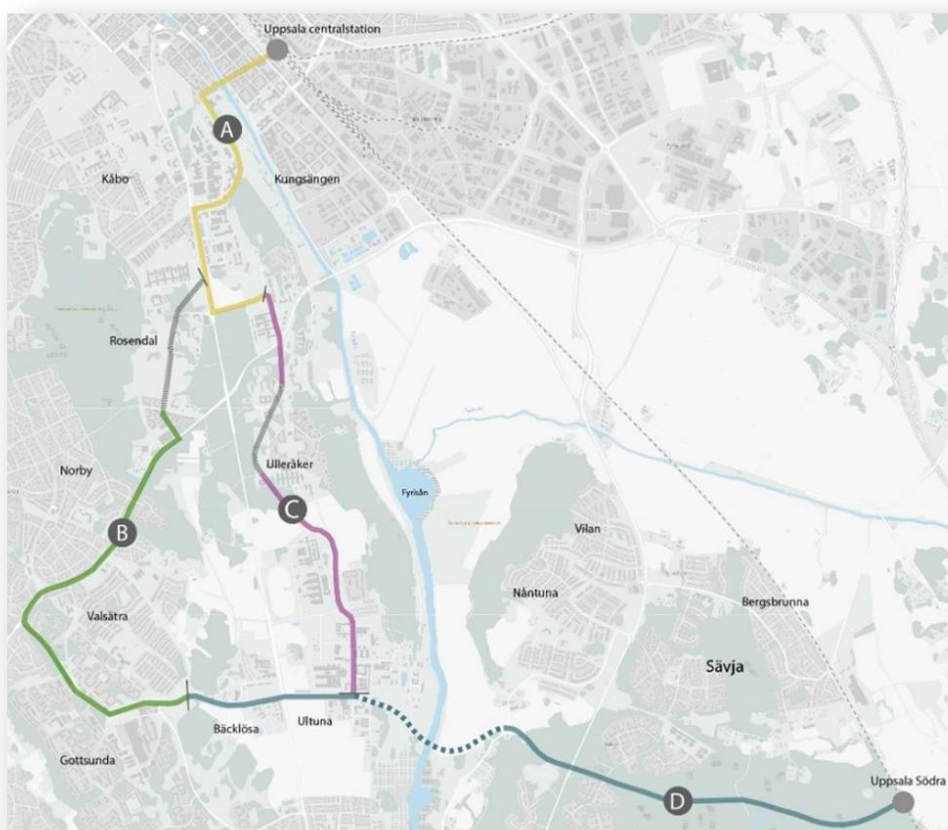 Uppsala centralstation
A
Kåbo
Kungsängen
Rosendal
Ulleråker
Norby
Fyrisån
C
Vilan
B
Nåntuna
Bergsbrunna
Valsätra
Sävja
Ultuna
Bäcklösa
Gottsunda
Uppsala Södra
D